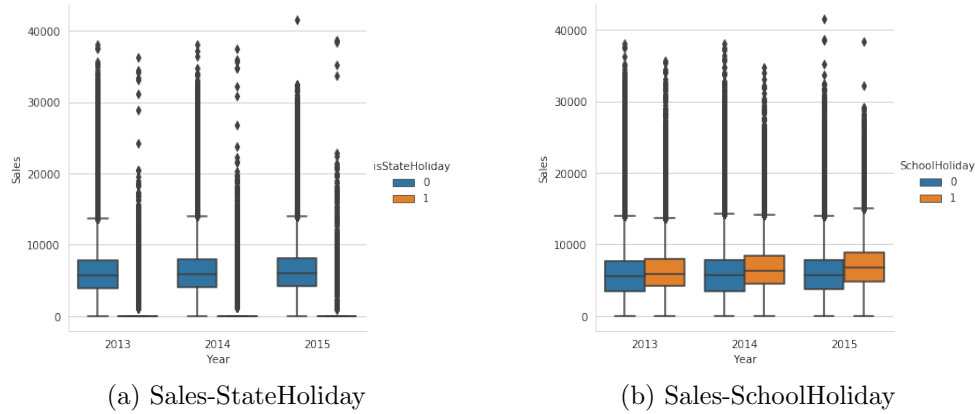 40000
30000
20000
10000
0
Sales
2013
2014
2015
Year
isStateHoliday
0
1
(a) Sales-StateHoliday
40000
30000
20000
10000
0
Sales
2013
2014
2015
Year
SchoolHoliday
0
1
(b) Sales-SchoolHoliday